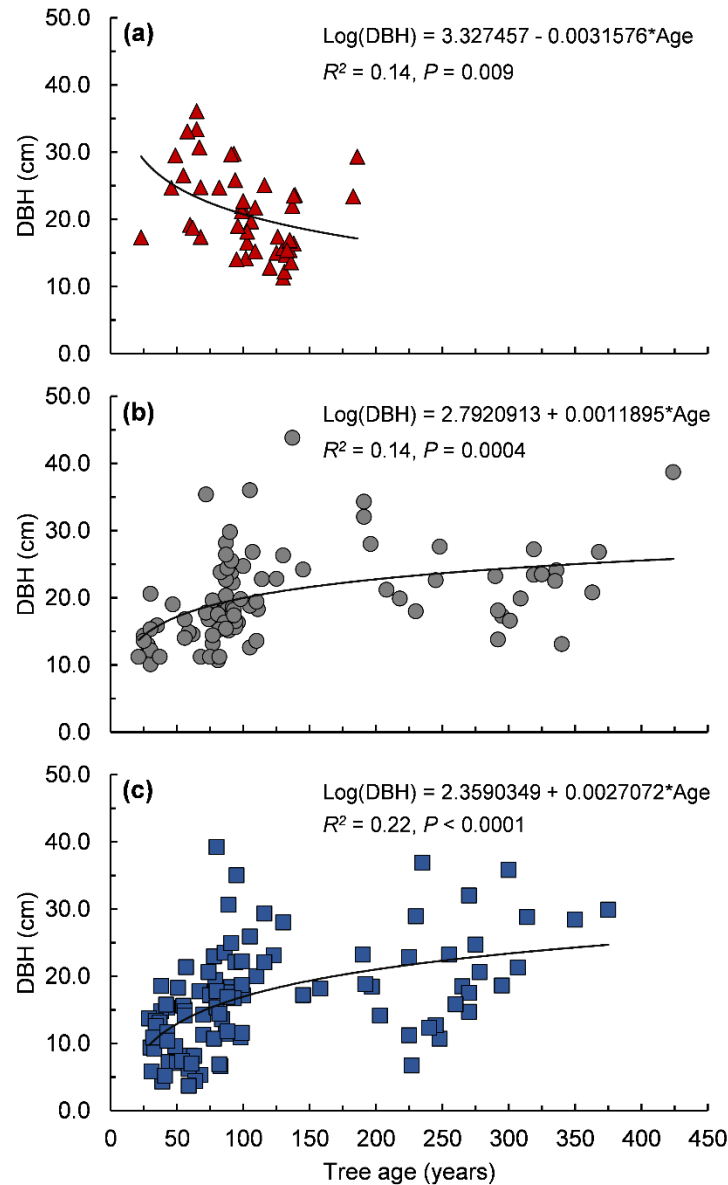 (a)
Log(DBH) = 3.327457 - 0.0031576*Age
R² = 0.14, P = 0.009
50.0
40.0
30.0
20.0
10.0
0.0
DBH (cm)
(b)
Log(DBH) = 2.7920913 + 0.0011895*Age
R² = 0.14, P = 0.0004
50.0
40.0
30.0
20.0
10.0
0.0
DBH (cm)
(c)
Log(DBH) = 2.3590349 + 0.0027072*Age
R² = 0.22, P < 0.0001
50.0
40.0
30.0
20.0
10.0
0.0
DBH (cm)
0 50 100 150 200 250 300 350 400 450
Tree age (years)